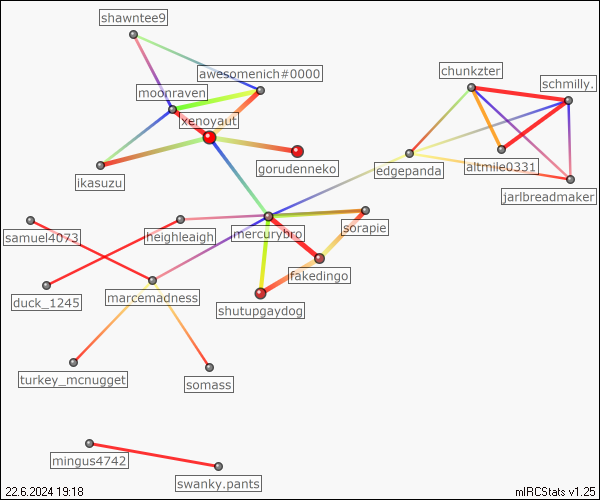 shawntee9
awesomenich#0000
chunkzter
schmilly.
moonraven
xenoyaut
gorudenneko
edgepanda
altmile0331
ikasuzu
jarlbreadmaker
samuel4073
heighleaigh
mercurybro
sorapie
fakedingo
duck_1245
marcemadness
shutupgaydog
turkey_mcnugget
somass
mingus4742
swanky.pants
22.6.2024 19:18
mIRCStats v1.25